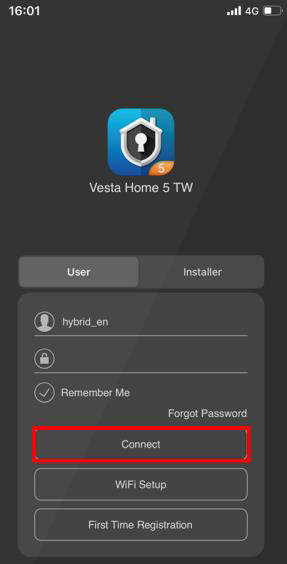 16:01
4G
5
Vesta Home 5 TW
User
Installer
hybrid_en
Remember Me
Forgot Password
Connect
WiFi Setup
First Time Registration